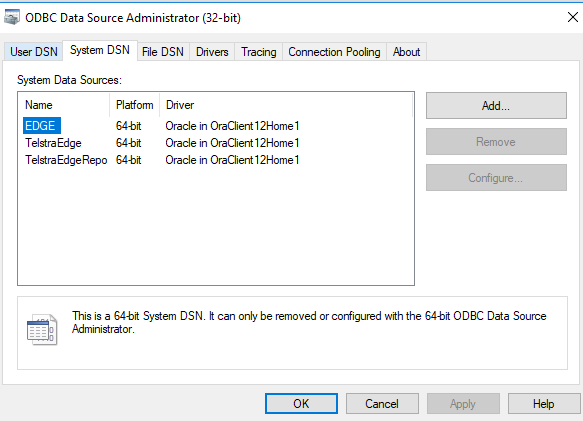 ODBC Data Source Administrator (32-bit)
User DSN System DSN File DSN Drivers Tracing Connection Pooling About
System Data Sources:
Name Platform Driver
EDGE 64-bit Oracle in OraClient12Home1
TelstraEdge 64-bit Oracle in OraClient12Home1
TelstraEdgeRepo 64-bit Oracle in OraClient12Home1
Add...
Remove
Configure...
This is a 64-bit System DSN. It can only be removed or configured with the 64-bit ODBC Data Source
Administrator.
OK Cancel Apply Help